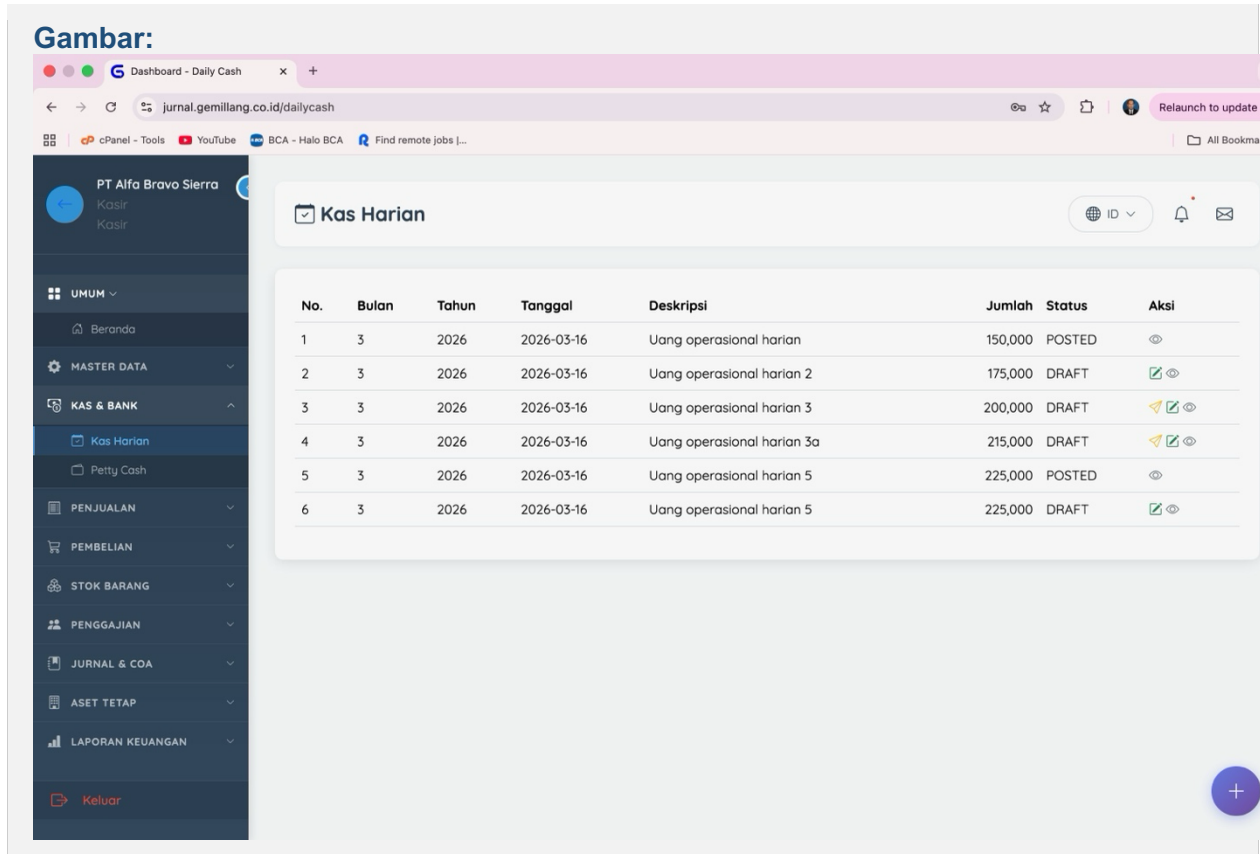 Gambar:
Dashboard - Daily Cash
jurnal.gemillang.co.id/dailycash
Relaunch to update
cPanel - Tools YouTube BCA - Halo BCA Find remote jobs |...
All Bookma
PT Alfa Bravo Sierra
Kasir
Kasir
UMUM
Beranda
MASTER DATA
KAS & BANK
Kas Harian
Petty Cash
PENJUALAN
PEMBELIAN
STOK BARANG
PENGGAJIAN
JURNAL & COA
ASET TETAP
LAPORAN KEUANGAN
Keluar
Kas Harian
ID
No. Bulan Tahun Tanggal Deskripsi Jumlah Status Aksi
1 3 2026 2026-03-16 Uang operasional harian 150,000 POSTED
2 3 2026 2026-03-16 Uang operasional harian 2 175,000 DRAFT
3 3 2026 2026-03-16 Uang operasional harian 3 200,000 DRAFT
4 3 2026 2026-03-16 Uang operasional harian 3a 215,000 DRAFT
5 3 2026 2026-03-16 Uang operasional harian 5 225,000 POSTED
6 3 2026 2026-03-16 Uang operasional harian 5 225,000 DRAFT